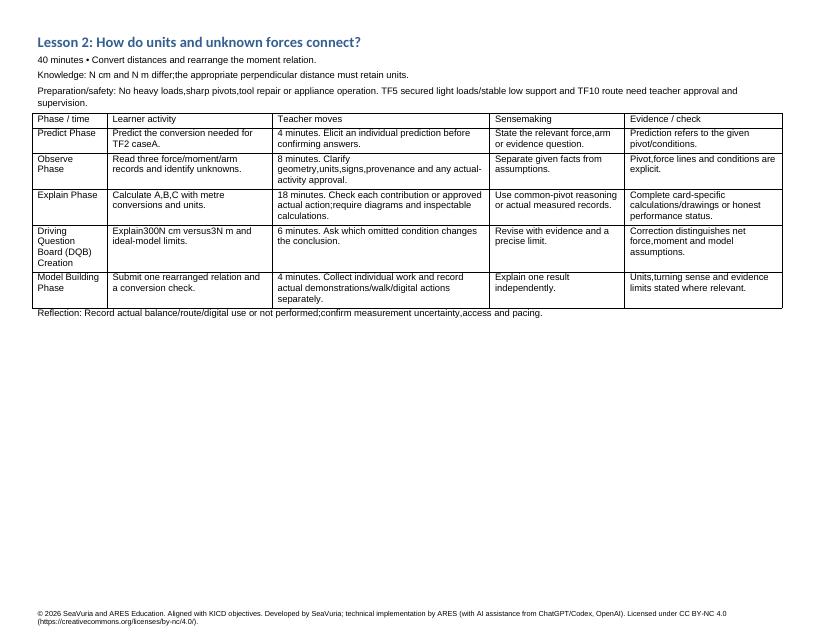 Lesson 2: How do units and unknown forces connect?
40 minutes • Convert distances and rearrange the moment relation.
Knowledge: N cm and N m differ;the appropriate perpendicular distance must retain units.
Preparation/safety: No heavy loads,sharp pivots,tool repair or appliance operation. TF5 secured light loads/stable low support and TF10 route need teacher approval and
supervision.
Phase / time
Learner activity
Teacher moves
Sensemaking
Evidence / check
Predict Phase
Predict the conversion needed for
TF2 caseA.
4 minutes. Elicit an individual prediction before
confirming answers.
State the relevant force,arm
or evidence question.
Prediction refers to the given
pivot/conditions.
Observe
Phase
Read three force/moment/arm
records and identify unknowns.
8 minutes. Clarify
geometry,units,signs,provenance and any actual-
activity approval.
Separate given facts from
assumptions.
Pivot,force lines and conditions are
explicit.
Explain Phase
Calculate A,B,C with metre
conversions and units.
18 minutes. Check each contribution or approved
actual action;require diagrams and inspectable
calculations.
Use common-pivot reasoning
or actual measured records.
Complete card-specific
calculations/drawings or honest
performance status.
Driving
Question
Board (DQB)
Creation
Explain300N cm versus3N m and
ideal-model limits.
6 minutes. Ask which omitted condition changes
the conclusion.
Revise with evidence and a
precise limit.
Correction distinguishes net
force,moment and model
assumptions.
Model Building
Phase
Submit one rearranged relation and
a conversion check.
4 minutes. Collect individual work and record
actual demonstrations/walk/digital actions
separately.
Explain one result
independently.
Units,turning sense and evidence
limits stated where relevant.
Reflection: Record actual balance/route/digital use or not performed;confirm measurement uncertainty,access and pacing.
© 2026 SeaVuria and ARES Education. Aligned with KICD objectives. Developed by SeaVuria; technical implementation by ARES (with AI assistance from ChatGPT/Codex, OpenAI). Licensed under CC BY-NC 4.0
(https://creativecommons.org/licenses/by-nc/4.0/).